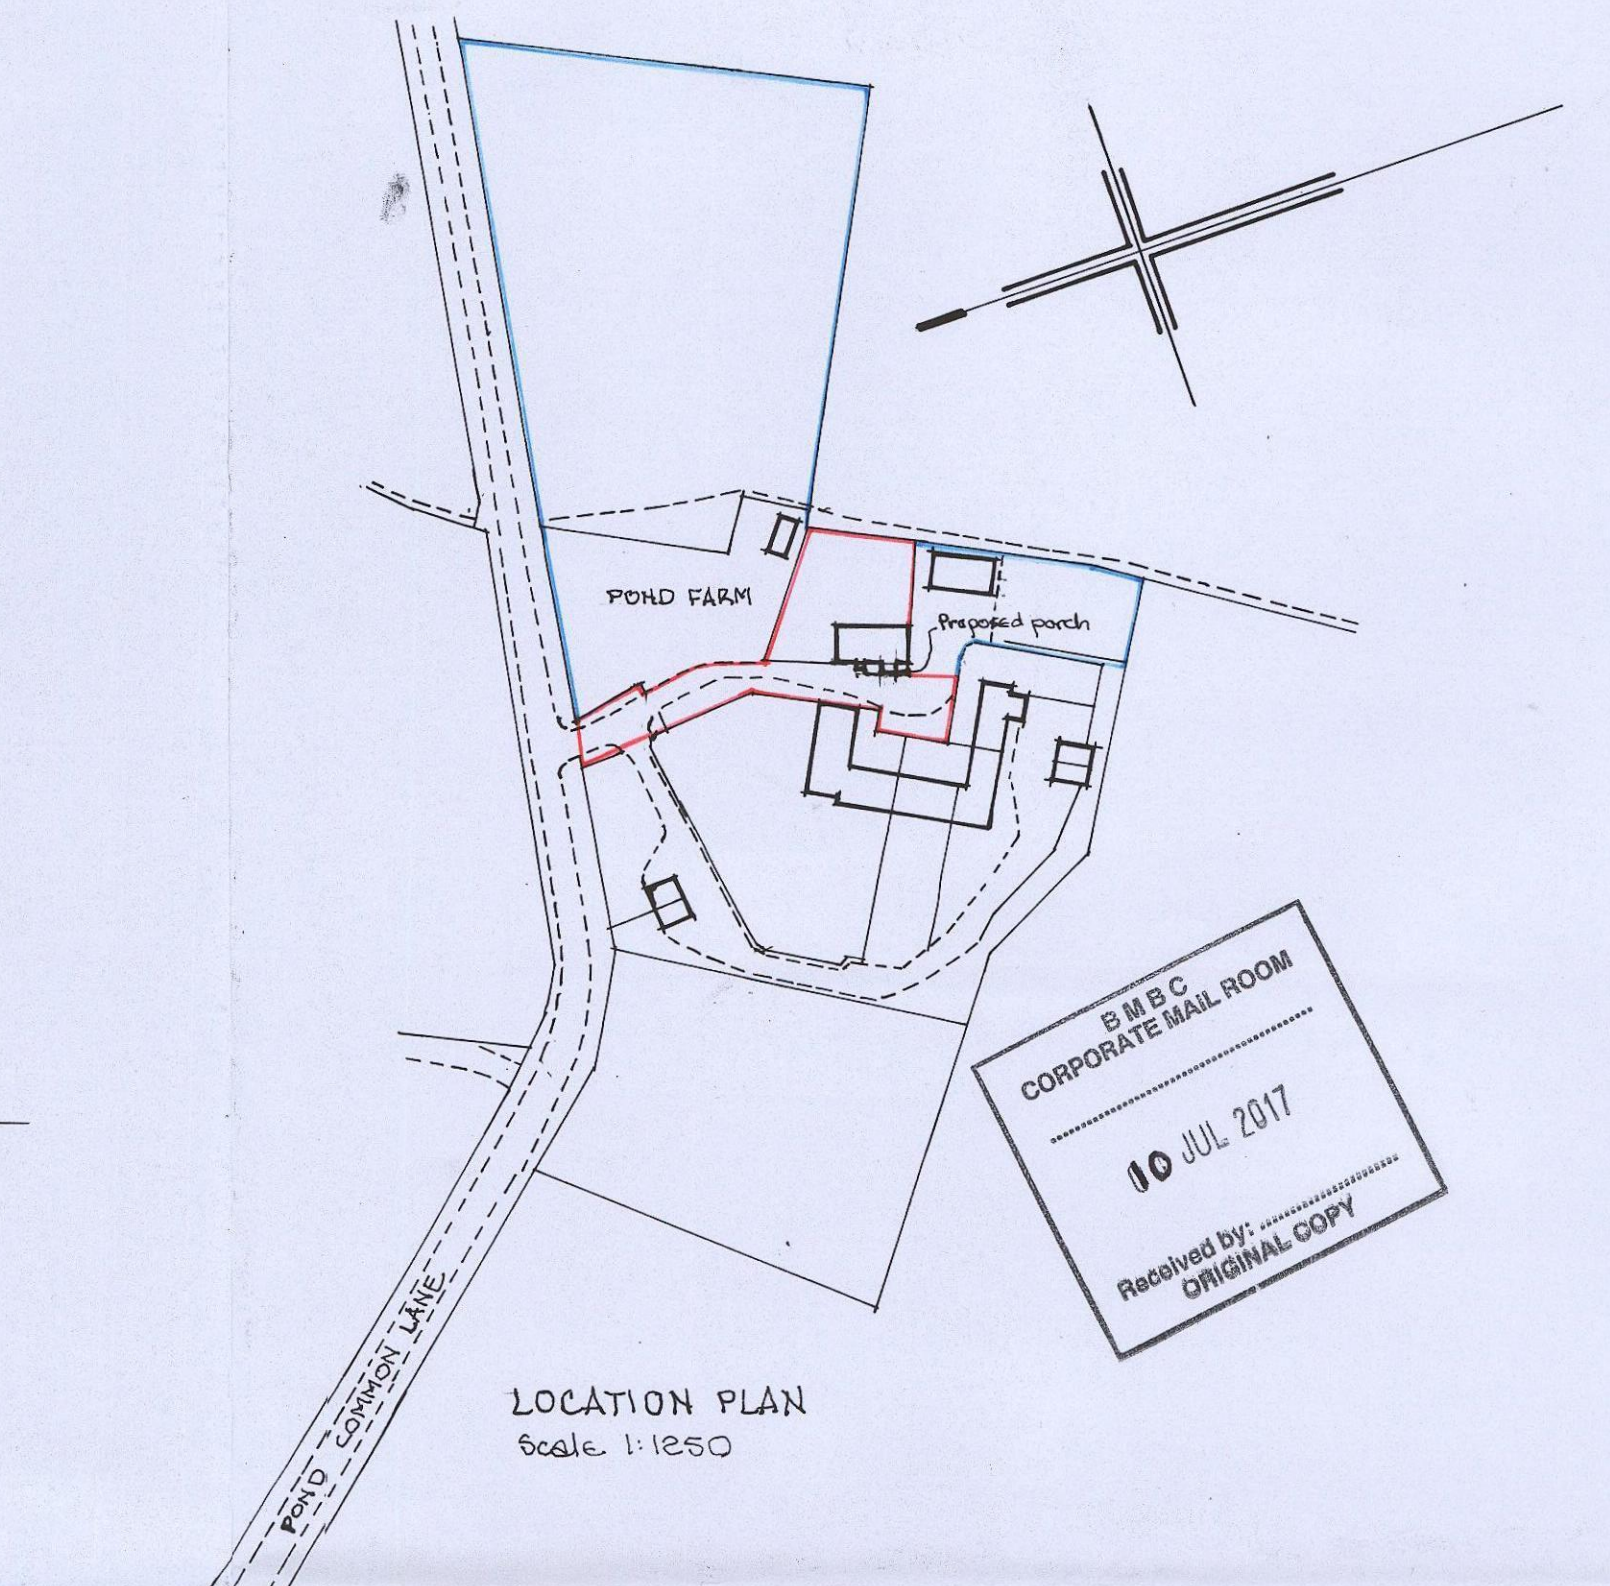 POND FARM
Proposed porch
BMBC
CORPORATE MAIL ROOM
10 JUL 2017
Received by:
ORIGINAL COPY
POND COMMON LANE
LOCATION PLAN
Scale 1:1250